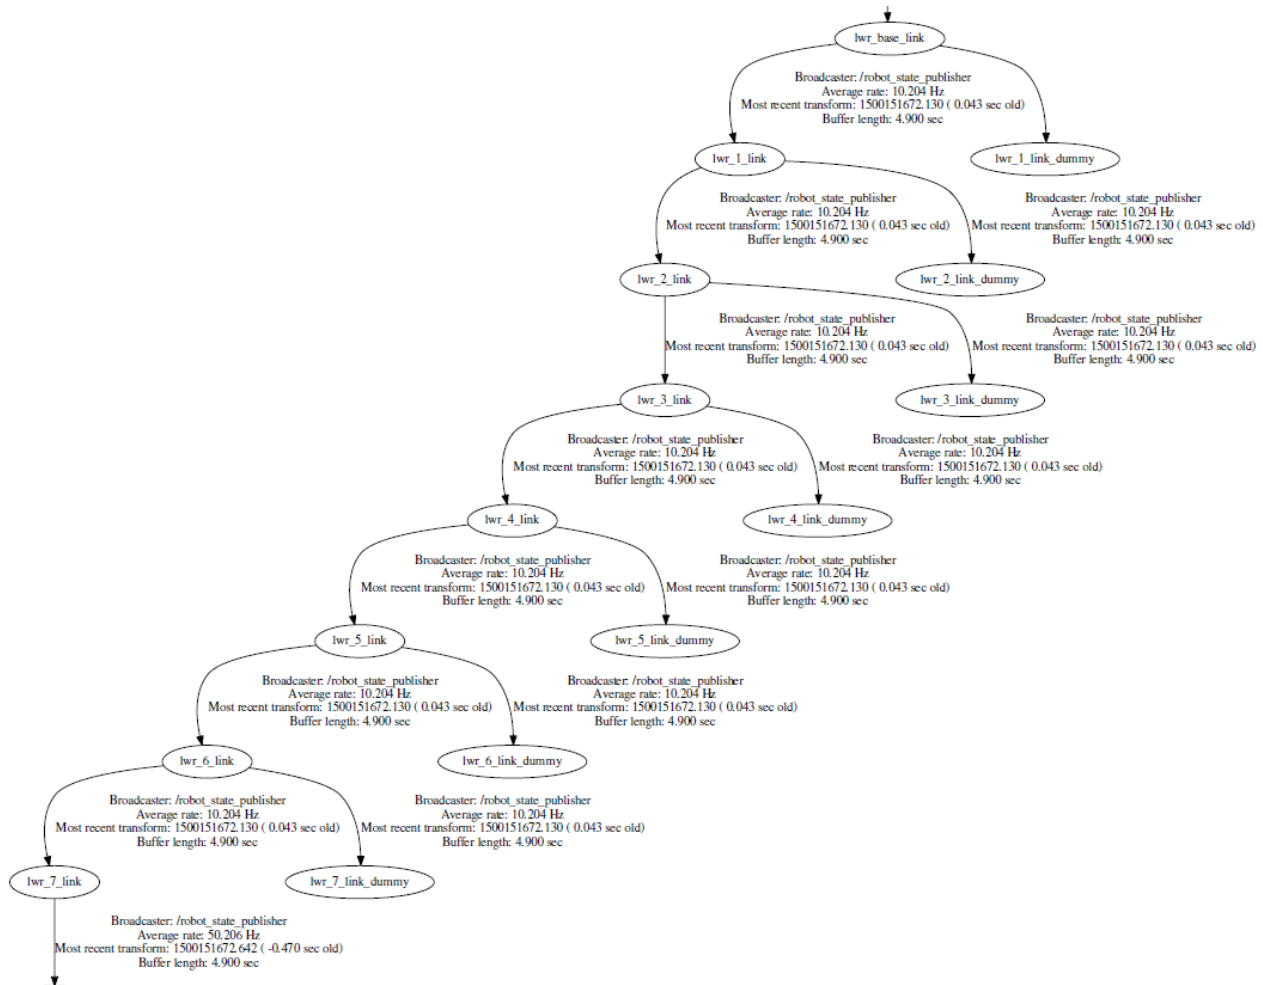 lwr_base_link
Broadcaster: /robot_state_publisher
Average rate: 10.204 Hz
Most recent transform: 1500151672.130 ( 0.043 sec old)
Buffer length: 4.900 sec
lwr_1_link
lwr_1_link_dummy
Broadcaster: /robot_state_publisher
Average rate: 10.204 Hz
Most recent transform: 1500151672.130 ( 0.043 sec old)
Buffer length: 4.900 sec
Broadcaster: /robot_state_publisher
Average rate: 10.204 Hz
Most recent transform: 1500151672.130 ( 0.043 sec old)
Buffer length: 4.900 sec
lwr_2_link
lwr_2_link_dummy
Broadcaster: /robot_state_publisher
Average rate: 10.204 Hz
Most recent transform: 1500151672.130 ( 0.043 sec old)
Buffer length: 4.900 sec
Broadcaster: /robot_state_publisher
Average rate: 10.204 Hz
Most recent transform: 1500151672.130 ( 0.043 sec old)
Buffer length: 4.900 sec
lwr_3_link
lwr_3_link_dummy
Broadcaster: /robot_state_publisher
Average rate: 10.204 Hz
Most recent transform: 1500151672.130 ( 0.043 sec old)
Buffer length: 4.900 sec
Broadcaster: /robot_state_publisher
Average rate: 10.204 Hz
Most recent transform: 1500151672.130 ( 0.043 sec old)
Buffer length: 4.900 sec
lwr_4_link
lwr_4_link_dummy
Broadcaster: /robot_state_publisher
Average rate: 10.204 Hz
Most recent transform: 1500151672.130 ( 0.043 sec old)
Buffer length: 4.900 sec
Broadcaster: /robot_state_publisher
Average rate: 10.204 Hz
Most recent transform: 1500151672.130 ( 0.043 sec old)
Buffer length: 4.900 sec
lwr_5_link
lwr_5_link_dummy
Broadcaster: /robot_state_publisher
Average rate: 10.204 Hz
Most recent transform: 1500151672.130 ( 0.043 sec old)
Buffer length: 4.900 sec
Broadcaster: /robot_state_publisher
Average rate: 10.204 Hz
Most recent transform: 1500151672.130 ( 0.043 sec old)
Buffer length: 4.900 sec
lwr_6_link
lwr_6_link_dummy
Broadcaster: /robot_state_publisher
Average rate: 10.204 Hz
Most recent transform: 1500151672.130 ( 0.043 sec old)
Buffer length: 4.900 sec
Broadcaster: /robot_state_publisher
Average rate: 10.204 Hz
Most recent transform: 1500151672.130 ( 0.043 sec old)
Buffer length: 4.900 sec
lwr_7_link
lwr_7_link_dummy
Broadcaster: /robot_state_publisher
Average rate: 50.206 Hz
Most recent transform: 1500151672.642 ( -0.470 sec old)
Buffer length: 4.900 sec